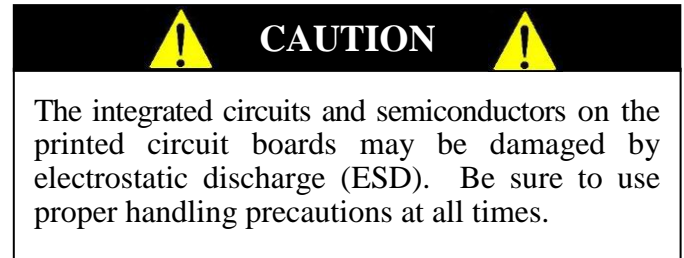 CAUTION
The integrated circuits and semiconductors on the
printed circuit boards may be damaged by
electrostatic discharge (ESD). Be sure to use
proper handling precautions at all times.